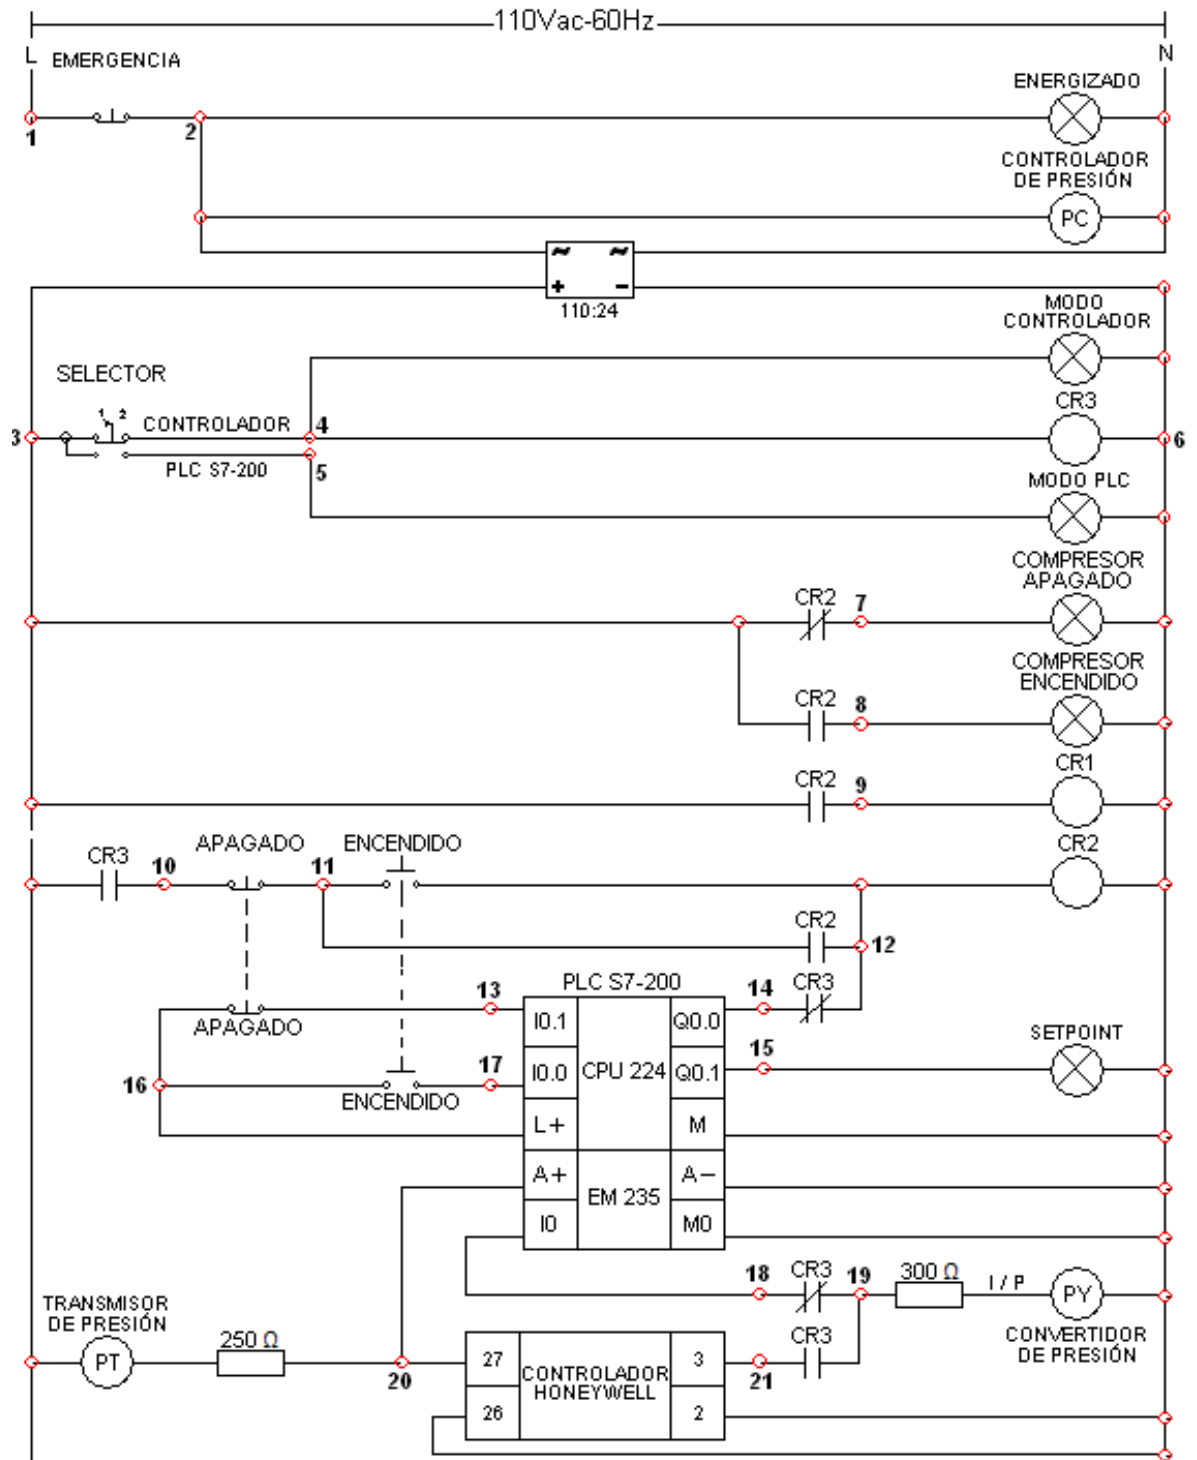 110Vac-60Hz
L
N
EMERGENCIA
ENERGIZADO
1
2
CONTROLADOR
DE PRESIÓN
PC
~ ~
+ −
110:24
MODO
CONTROLADOR
SELECTOR
CR3
1 2
CONTROLADOR
4
3
6
PLC S7-200
5
MODO PLC
COMPRESOR
APAGADO
CR2
7
COMPRESOR
ENCENDIDO
CR2
8
CR1
CR2
9
APAGADO
ENCENDIDO
CR2
CR3
10
11
CR2
12
PLC S7-200
13
14
CR3
APAGADO
I0.1
Q0.0
15
SETPOINT
16
17
I0.0
CPU 224
Q0.1
ENCENDIDO
L+
M
A+
A−
EM 235
I0
M0
18
CR3
19
300 Ω
I / P
PY
TRANSMISOR
DE PRESIÓN
CONVERTIDOR
DE PRESIÓN
250 Ω
CR3
PT
20
27
CONTROLADOR
HONEYWELL
3
21
26
2